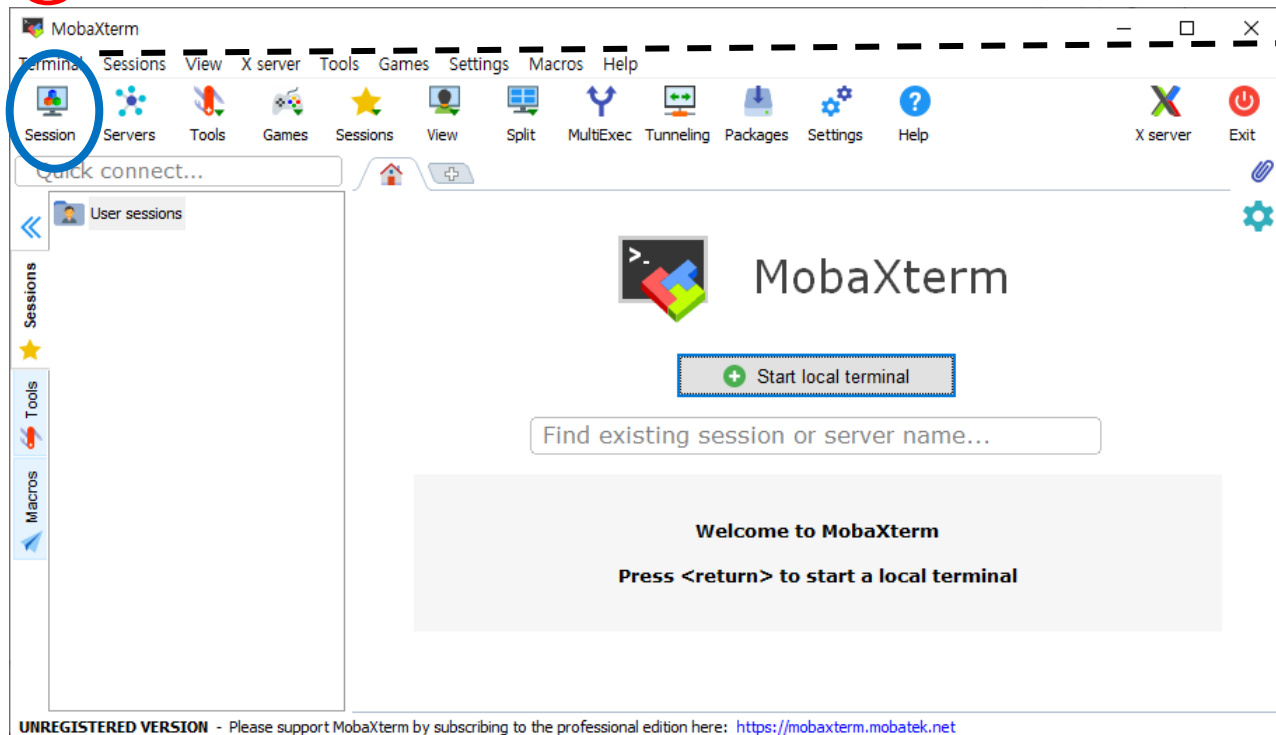 MobaXterm
Terminal Sessions View X server Tools Games Settings Macros Help
Session Servers Tools Games Sessions View Split MultiExec Tunneling Packages Settings Help X server Exit
Quick connect...
User sessions
Sessions
Tools
Macros
>_
MobaXterm
Start local terminal
Find existing session or server name...
Welcome to MobaXterm
Press <return> to start a local terminal
UNREGISTERED VERSION - Please support MobaXterm by subscribing to the professional edition here: https://mobaxterm.mobatek.net